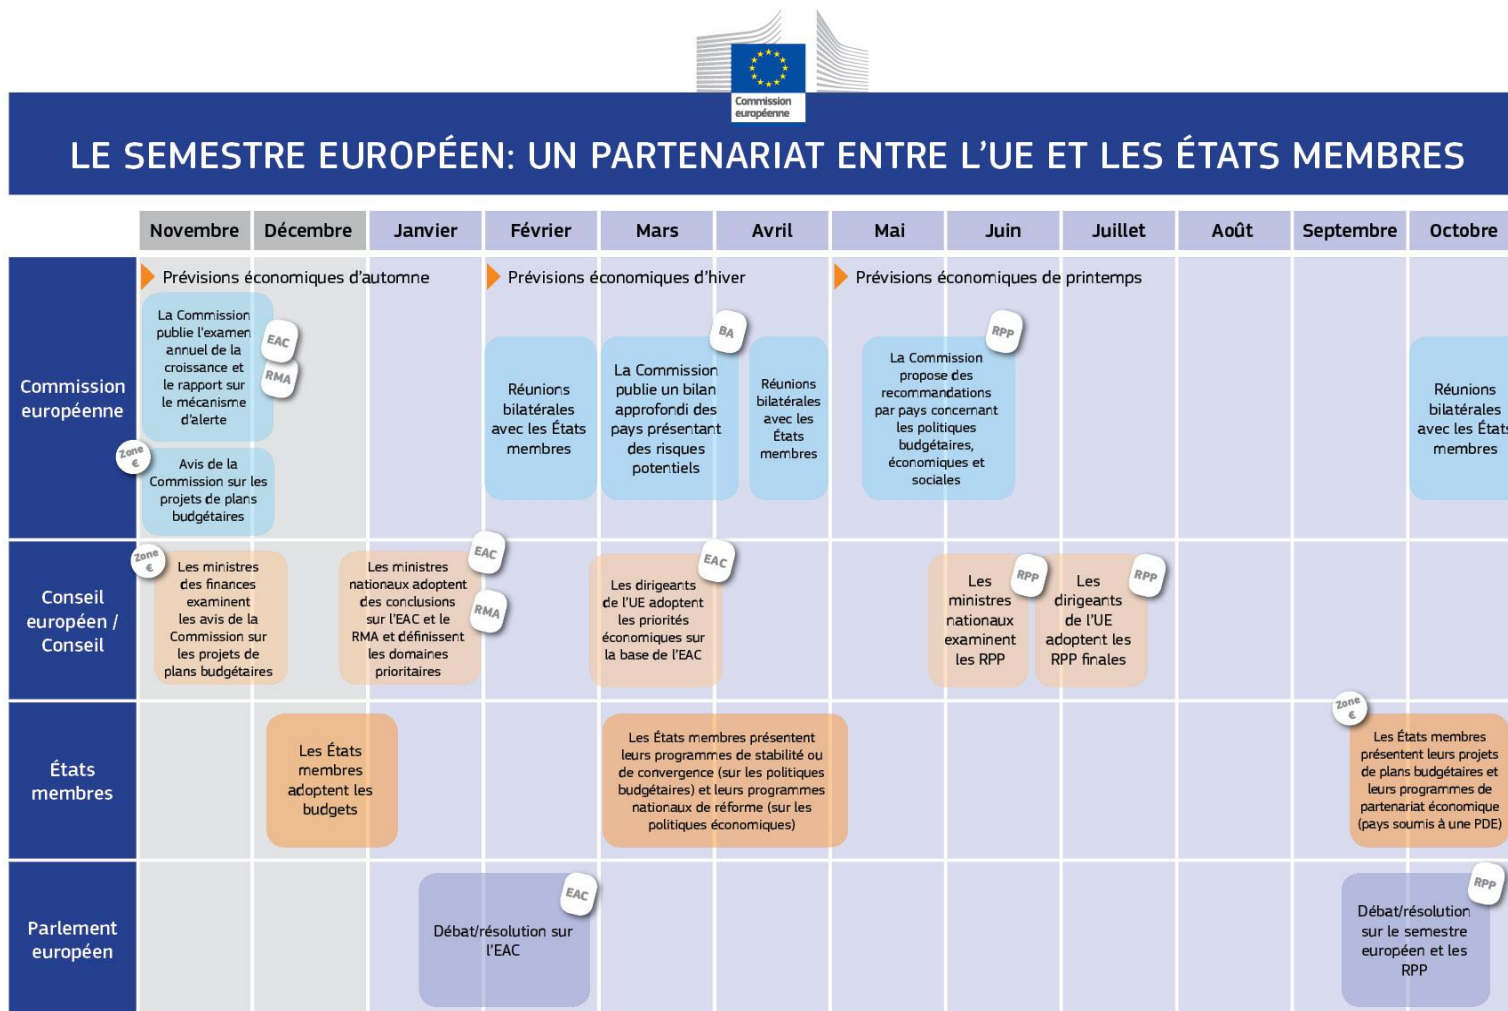 Commission
européenne
LE SEMESTRE EUROPÉEN: UN PARTENARIAT ENTRE L'UE ET LES ÉTATS MEMBRES
Novembre Décembre Janvier Février Mars Avril Mai Juin Juillet Août Septembre Octobre
Commission
européenne
Prévisions économiques d'automne
Prévisions économiques d'hiver
Prévisions économiques de printemps
La Commission
publie l'examen
annuel de la
croissance et
le rapport sur
le mécanisme
d'alerte
EAC
RMA
Zone
€
Avis de la
Commission sur les
projets de plans
budgétaires
Réunions
bilatérales
avec les États
membres
BA
La Commission
publie un bilan
approfondi des
pays présentant
des risques
potentiels
Réunions
bilatérales
avec les
États
membres
RPP
La Commission
propose des
recommandations
par pays concernant
les politiques
budgétaires,
économiques et
sociales
Réunions
bilatérales
avec les États
membres
Conseil
européen /
Conseil
Zone
€
Les ministres
des finances
examinent
les avis de la
Commission sur
les projets de
plans budgétaires
Les ministres
nationaux adoptent
des conclusions
sur l'EAC et le
RMA et définissent
les domaines
prioritaires
EAC
RMA
Les dirigeants
de l'UE adoptent
les priorités
économiques sur
la base de l'EAC
EAC
Les
ministres
nationaux
examinent
les RPP
RPP
Les
dirigeants
de l'UE
adoptent les
RPP finales
RPP
États
membres
Les États
membres
adoptent les
budgets
Les États membres présentent
leurs programmes de stabilité ou
de convergence (sur les politiques
budgétaires) et leurs programmes
nationaux de réforme (sur les
politiques économiques)
Zone
€
Les États membres
présentent leurs projets
de plans budgétaires et
leurs programmes de
partenariat économique
(pays soumis à une PDE)
Parlement
européen
EAC
Débat/résolution sur
l'EAC
RPP
Débat/résolution
sur le semestre
européen et les
RPP